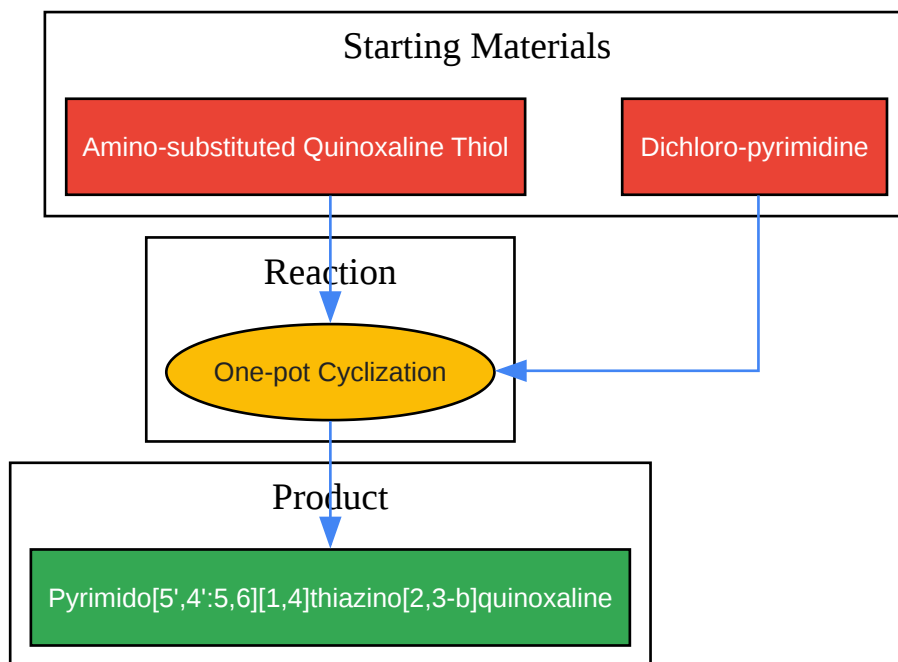 Starting Materials
Amino-substituted Quinoxaline Thiol
Dichloro-pyrimidine
Reaction
One-pot Cyclization
Product
Pyrimido[5',4':5,6][1,4]thiazino[2,3-b]quinoxaline